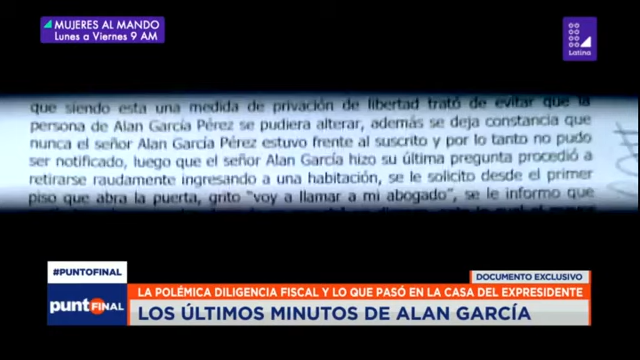 MUJERES AL MANDO
Lunes a Viernes 9 AM
Latina
que siendo esta una medida de privación de libertad trató de evitar que la
persona de Alan García Pérez se pudiera alterar, además se deja constancia que
nunca el señor Alan García Pérez estuvo frente al suscrito y por lo tanto no pudo
ser notificado, luego que el señor Alan García hizo su última pregunta procedió a
retirarse raudamente ingresando a una habitación, se le solicito desde el primer
piso que abra la puerta, grito "voy a llamar a mi abogado", se le informo que
#PUNTOFINAL
DOCUMENTO EXCLUSIVO
LA POLÉMICA DILIGENCIA FISCAL Y LO QUE PASÓ EN LA CASA DEL EXPRESIDENTE
punto FINAL
LOS ÚLTIMOS MINUTOS DE ALAN GARCÍA